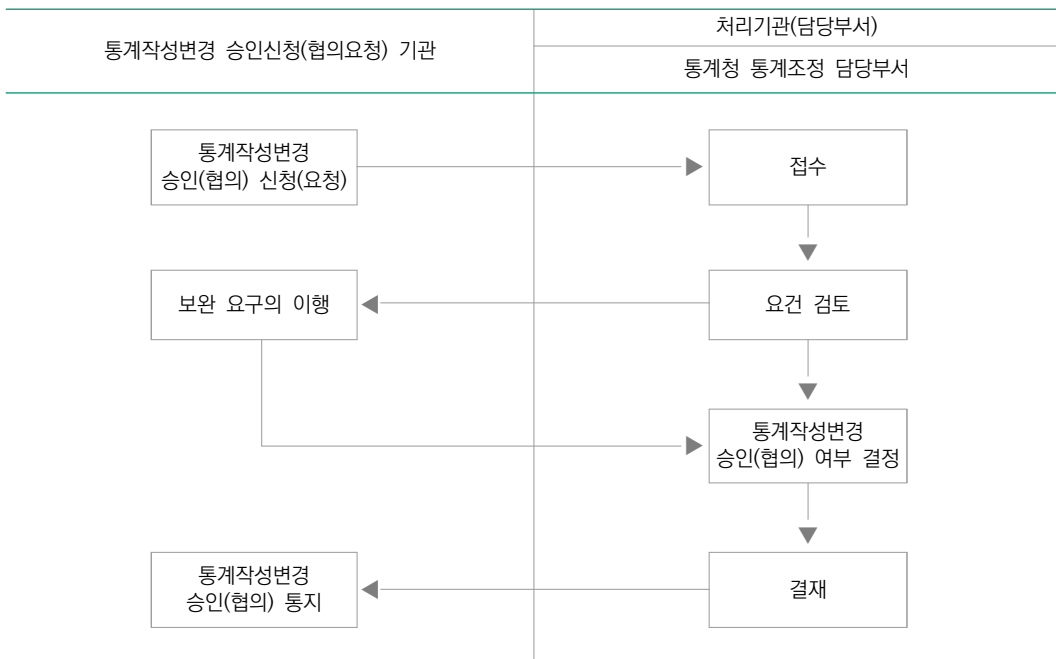 통계작성변경 승인신청(협의요청) 기관
처리기관(담당부서)
통계청 통계조정 담당부서
통계작성변경
승인(협의) 신청(요청)
접수
보완 요구의 이행
요건 검토
통계작성변경
승인(협의) 여부 결정
통계작성변경
승인(협의) 통지
결재